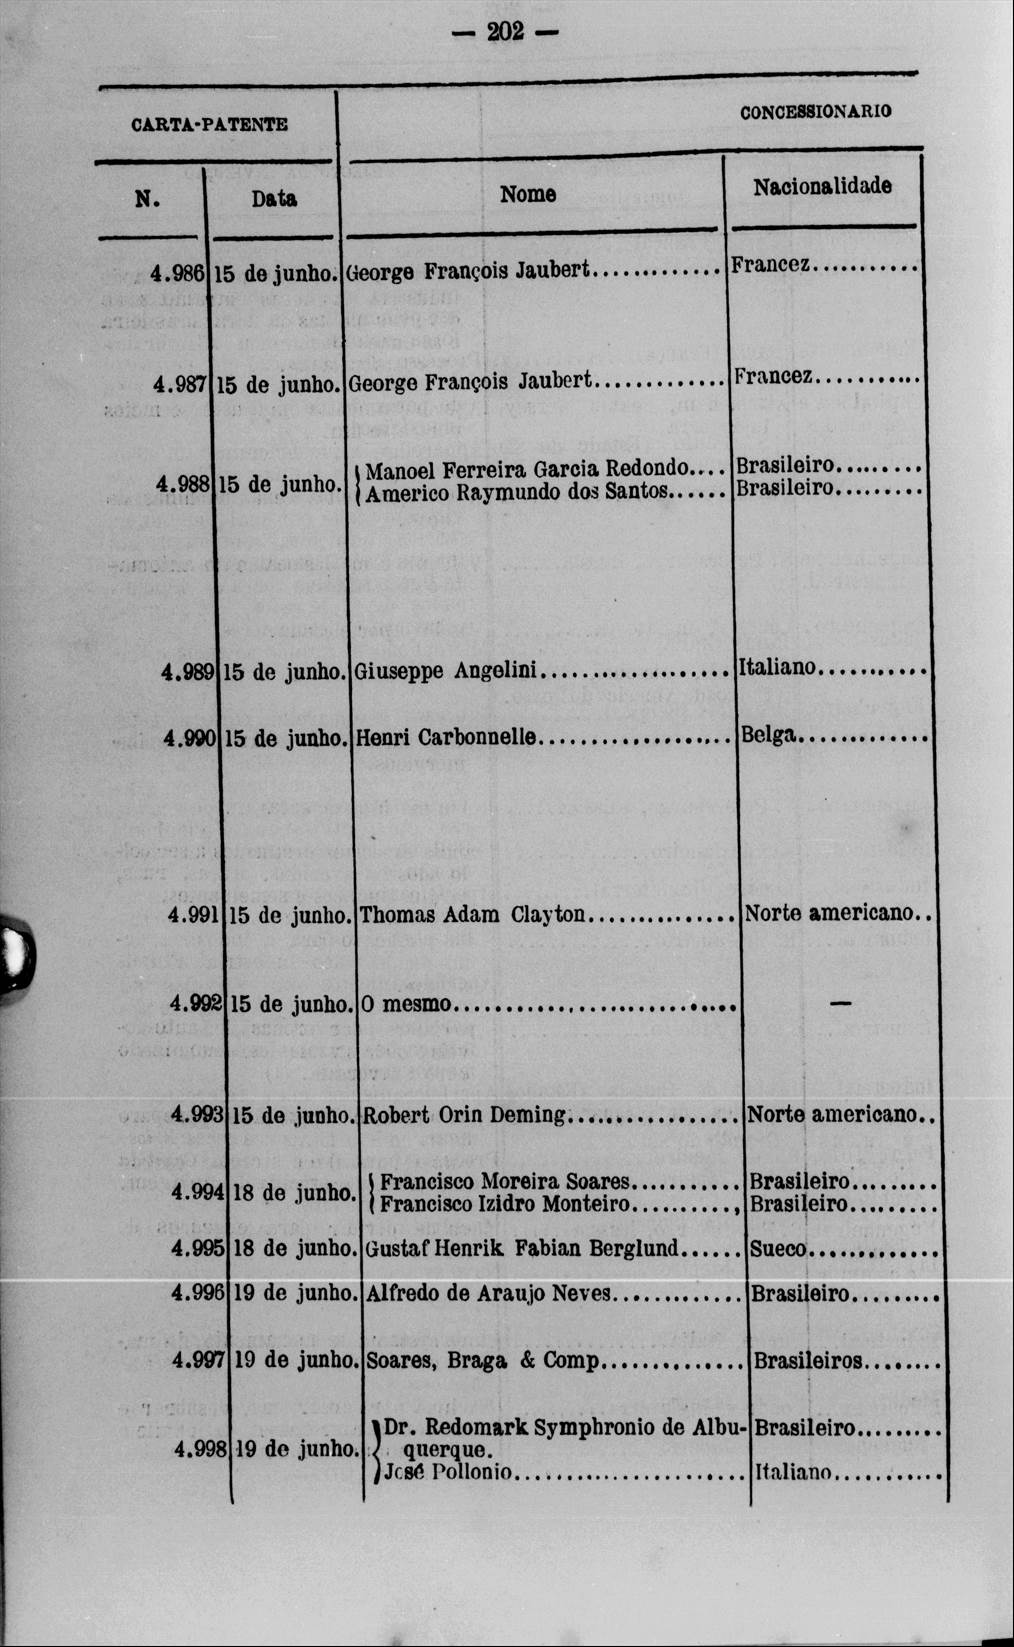 — 202 —
CARTA-PATENTE CONCESSIONARIO
N. Data Nome Nacionalidade
4.986 15 de junho. George François Jaubert............. Francez...........
4.987 15 de junho. George François Jaubert............. Francez...........
4.988 15 de junho. Manoel Ferreira Garcia Redondo.... Brasileiro.........
Americo Raymundo dos Santos...... Brasileiro.........
4.989 15 de junho. Giuseppe Angelini................... Italiano...........
4.990 15 de junho. Henri Carbonnelle................... Belga.............
4.991 15 de junho. Thomas Adam Clayton............... Norte americano..
4.992 15 de junho. O mesmo............................ —
4.993 15 de junho. Robert Orin Deming................. Norte americano..
4.994 18 de junho. Francisco Moreira Soares........... Brasileiro.........
Francisco Izidro Monteiro.........., Brasileiro.........
4.995 18 de junho. Gustaf Henrik Fabian Berglund...... Sueco.............
4.996 19 de junho. Alfredo de Araujo Neves............. Brasileiro.........
4.997 19 de junho. Soares, Braga & Comp.............. Brasileiros........
4.998 19 de junho. Dr. Redomark Symphronio de Albu- Brasileiro.........
querque.
José Pollonio....................... Italiano...........